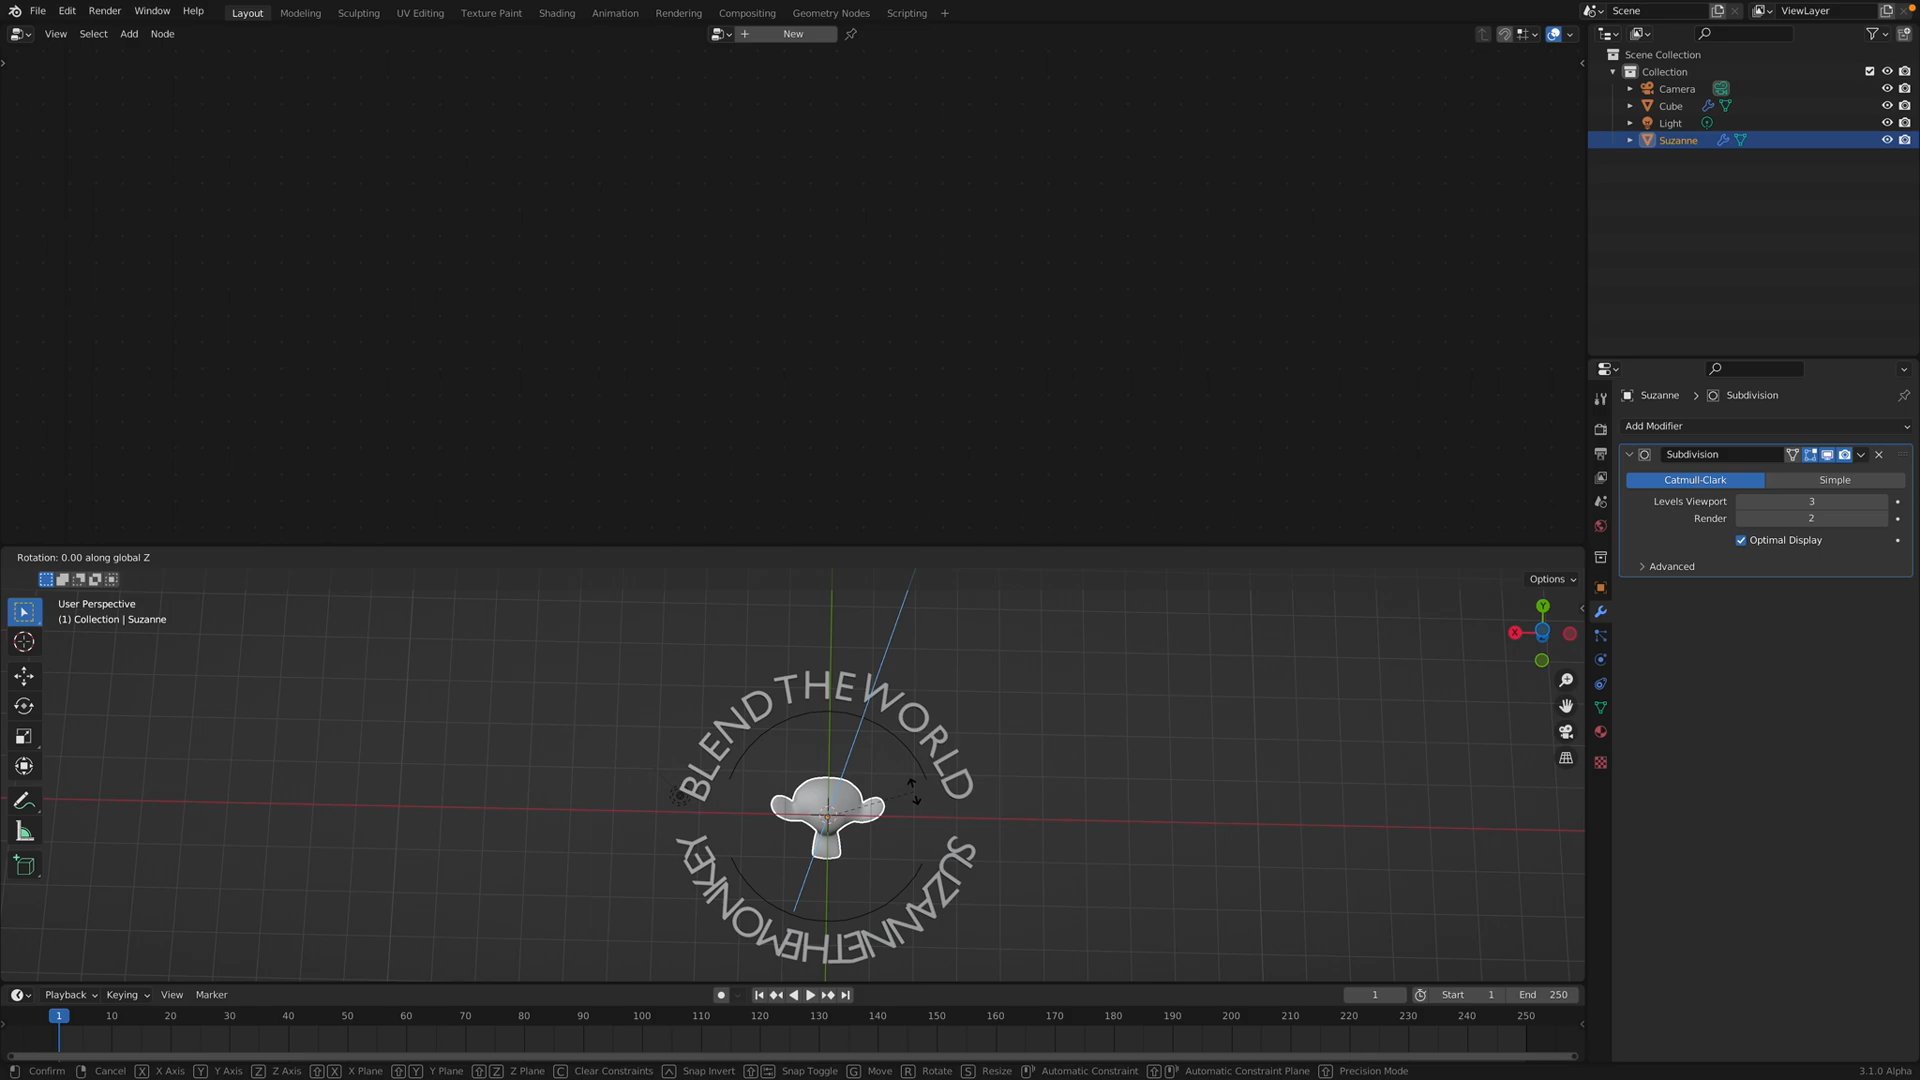 File Edit Render Window Help Layout Modeling Sculpting UV Editing Texture Paint Shading Animation Rendering Compositing Geometry Nodes Scripting + Scene ViewLayer
View Select Add Node + New
Scene Collection
Collection
Camera
Cube
Light
Suzanne
Suzanne > Subdivision
Add Modifier
Subdivision
Catmull-Clark Simple
Levels Viewport 3
Render 2
Optimal Display
Advanced
Rotation: 0.00 along global Z
Options
User Perspective
(1) Collection | Suzanne
Y
X
BLENDTHEWORLD
SUZANNETHEMONKEY
Playback Keying View Marker 1 Start 1 End 250
1 10 20 30 40 50 60 70 80 90 100 110 120 130 140 150 160 170 180 190 200 210 220 230 240 250
Confirm Cancel X X Axis Y Y Axis Z Z Axis X X Plane Y Y Plane Z Z Plane C Clear Constraints Snap Invert Snap Toggle G Move R Rotate S Resize Automatic Constraint Automatic Constraint Plane Precision Mode 3.1.0 Alpha